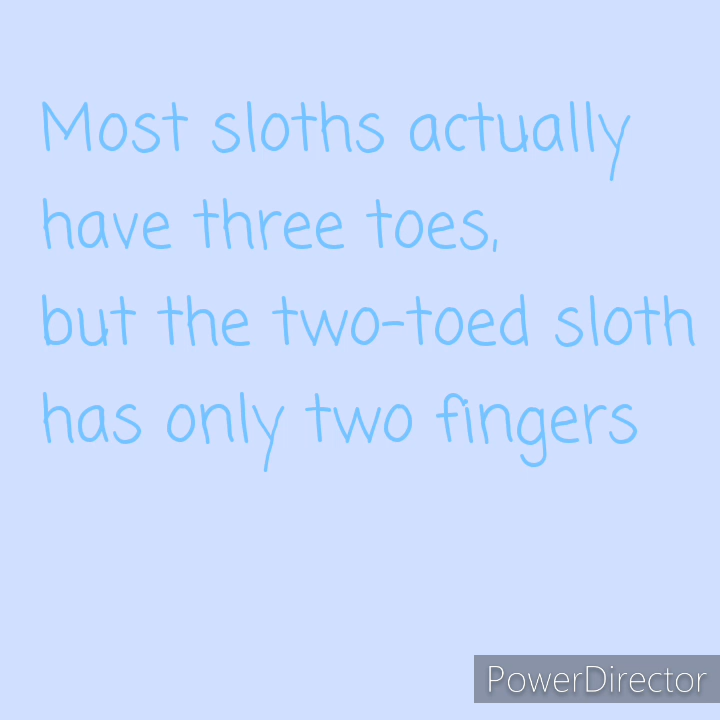 Most sloths actually
have three toes,
but the two-toed sloth
has only two fingers
PowerDirector